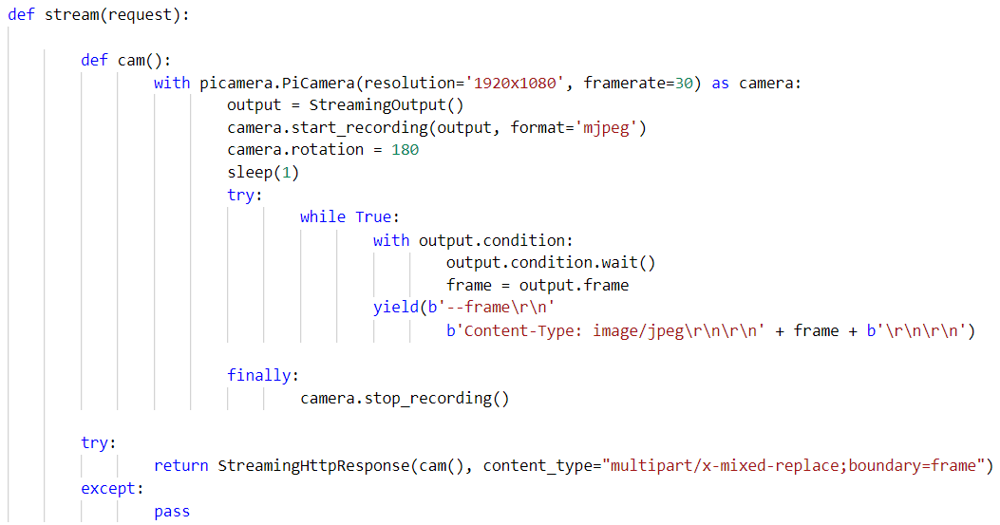 def stream(request):
def cam():
with picamera.PiCamera(resolution='1920x1080', framerate=30) as camera:
output = StreamingOutput()
camera.start_recording(output, format='mjpeg')
camera.rotation = 180
sleep(1)
try:
while True:
with output.condition:
output.condition.wait()
frame = output.frame
yield(b'--frame\r\n'
b'Content-Type: image/jpeg\r\n\r\n' + frame + b'\r\n\r\n')
finally:
camera.stop_recording()
try:
return StreamingHttpResponse(cam(), content_type="multipart/x-mixed-replace;boundary=frame")
except:
pass